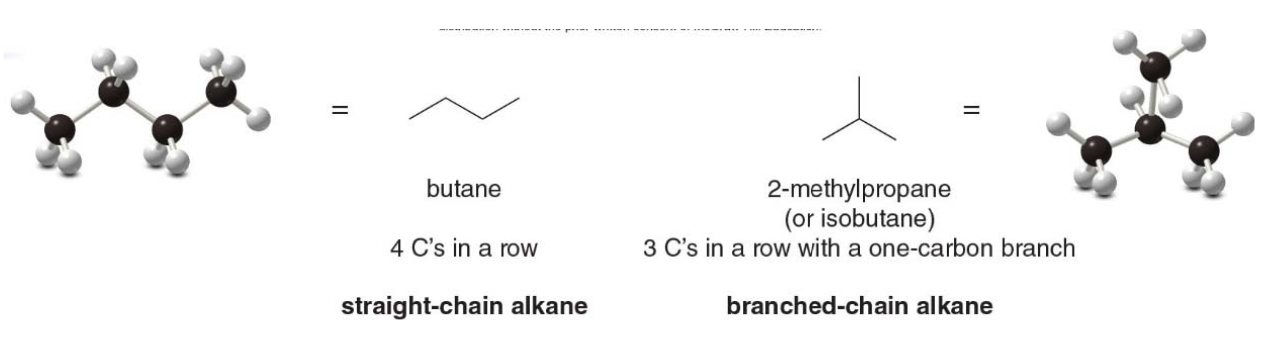 =
=
butane
2-methylpropane
(or isobutane)
4 C's in a row
3 C's in a row with a one-carbon branch
straight-chain alkane
branched-chain alkane